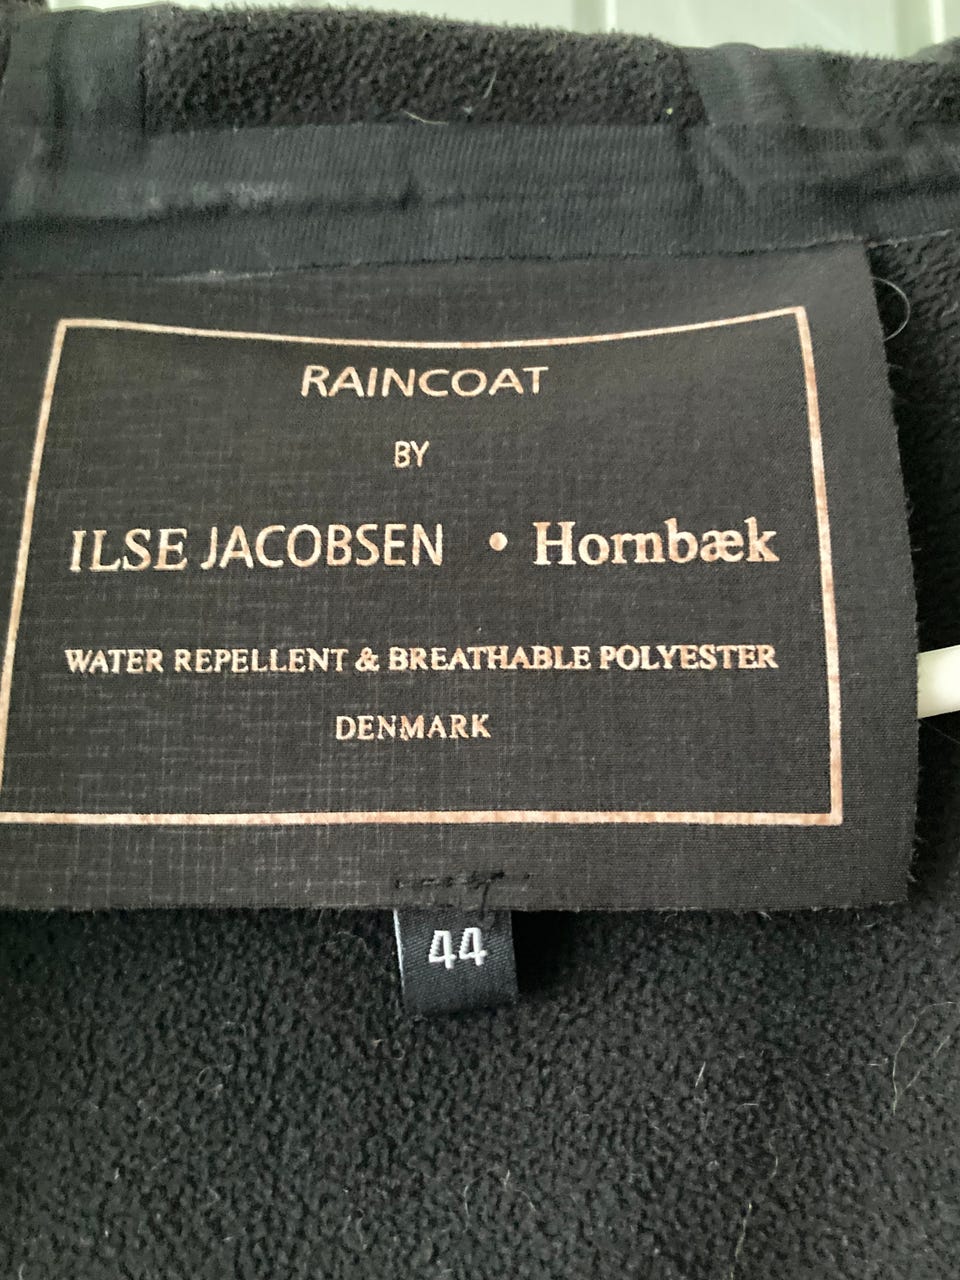 RAINCOAT
BY
ILSE JACOBSEN • Hornbæk
WATER REPELLENT & BREATHABLE POLYESTER
DENMARK
44